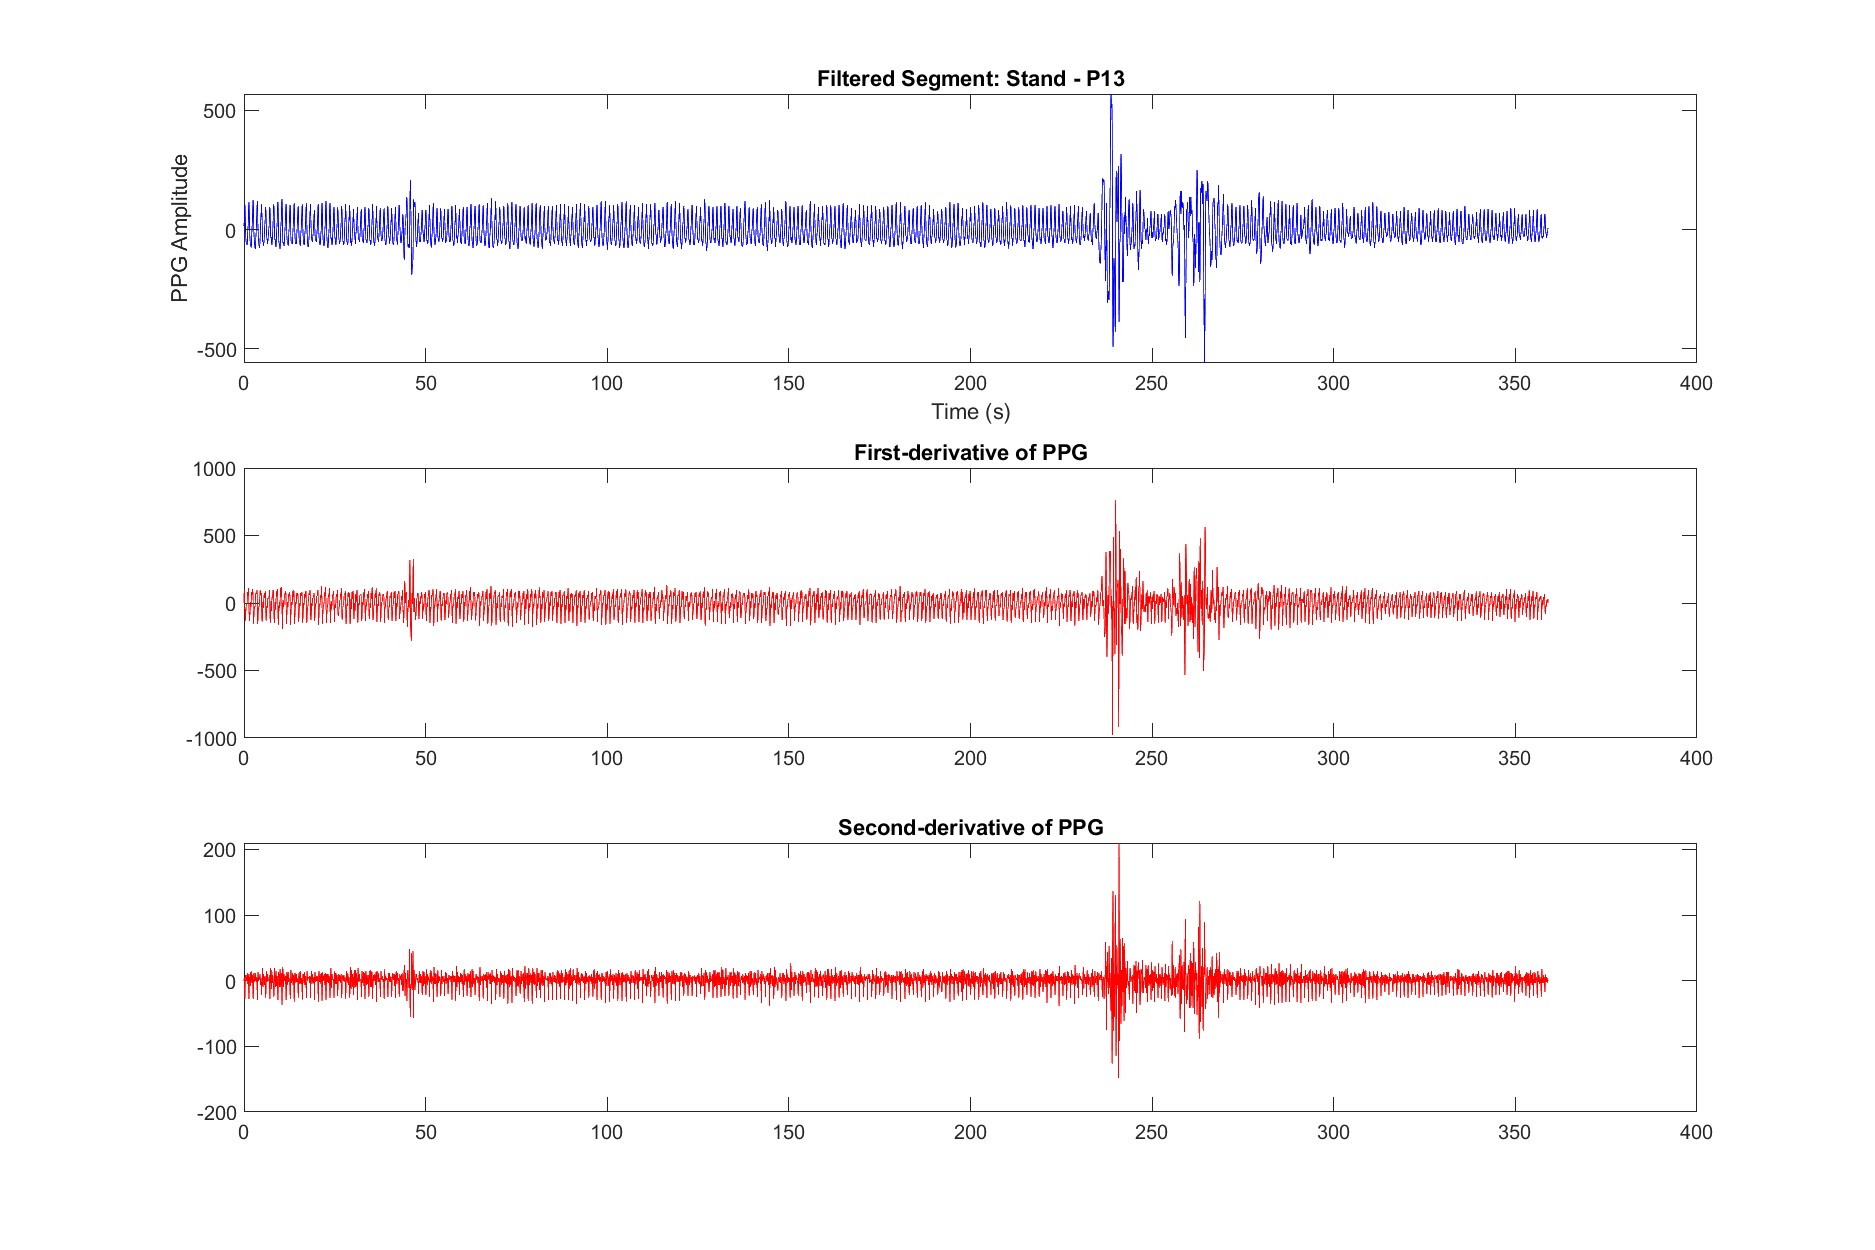 Filtered Segment: Stand - P13
500
0
-500
PPG Amplitude
0 50 100 150 200 250 300 350 400
Time (s)
First-derivative of PPG
1000
500
0
-500
-1000
0 50 100 150 200 250 300 350 400
Second-derivative of PPG
200
100
0
-100
-200
0 50 100 150 200 250 300 350 400